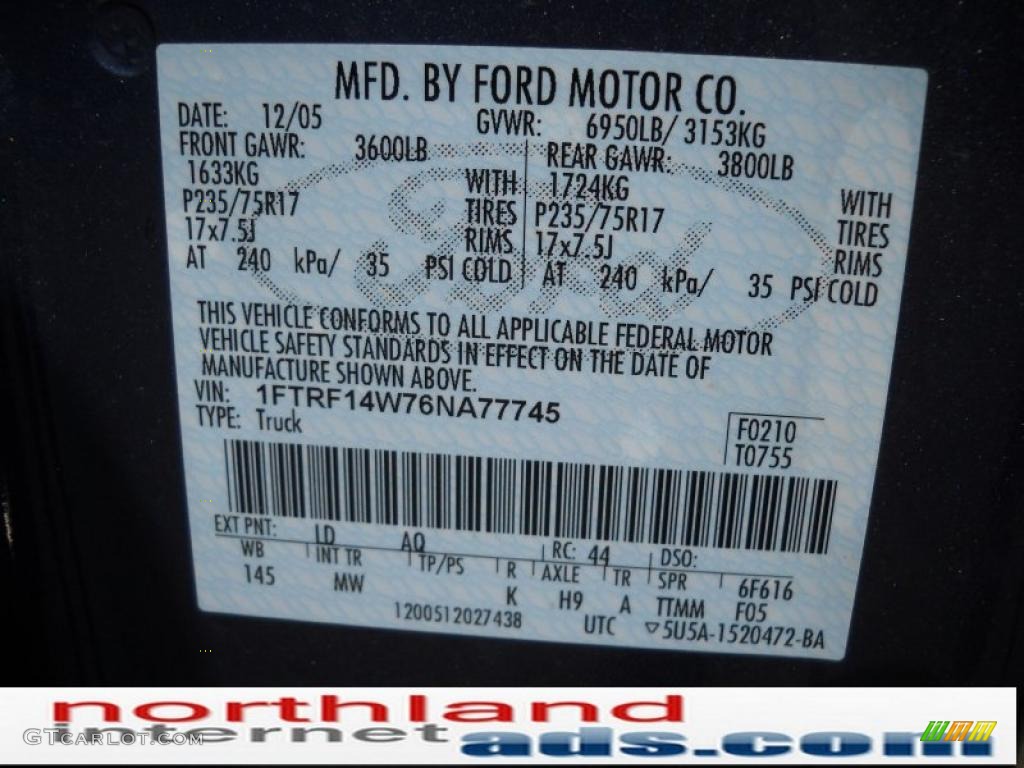 MFD. BY FORD MOTOR CO.
DATE: 12/05 GVWR: 6950LB/ 3153KG
FRONT GAWR: 3600LB REAR GAWR: 3800LB
1633KG WITH 1724KG WITH
P235/75R17 TIRES P235/75R17 TIRES
17x7.5J RIMS 17x7.5J RIMS
AT 240 kPa/ 35 PSI COLD AT 240 kPa/ 35 PSI COLD
Ford
THIS VEHICLE CONFORMS TO ALL APPLICABLE FEDERAL MOTOR
VEHICLE SAFETY STANDARDS IN EFFECT ON THE DATE OF
MANUFACTURE SHOWN ABOVE.
VIN: 1FTRF14W76NA77745
TYPE: Truck
F0210
T0755
EXT PNT: LD AQ RC: 44 DSO:
WB INT TR TP/PS R AXLE TR SPR 6F616
145 MW K H9 A TTMM F05
1200512027438 UTC ▽5U5A-1520472-BA
northland
internet ads.com
GTCarLot.com